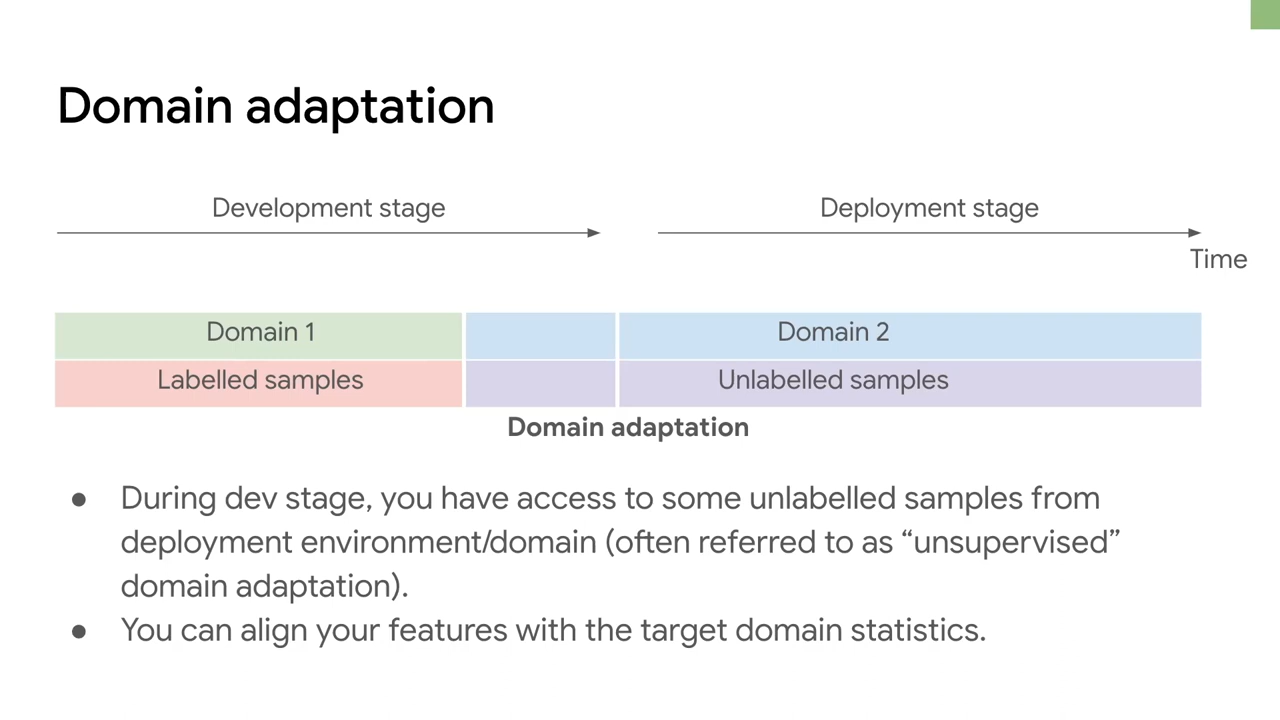 Domain adaptation
Development stage
Deployment stage
Time
Domain 1
Domain 2
Labelled samples
Unlabelled samples
Domain adaptation
● During dev stage, you have access to some unlabelled samples from
deployment environment/domain (often referred to as “unsupervised”
domain adaptation).
● You can align your features with the target domain statistics.